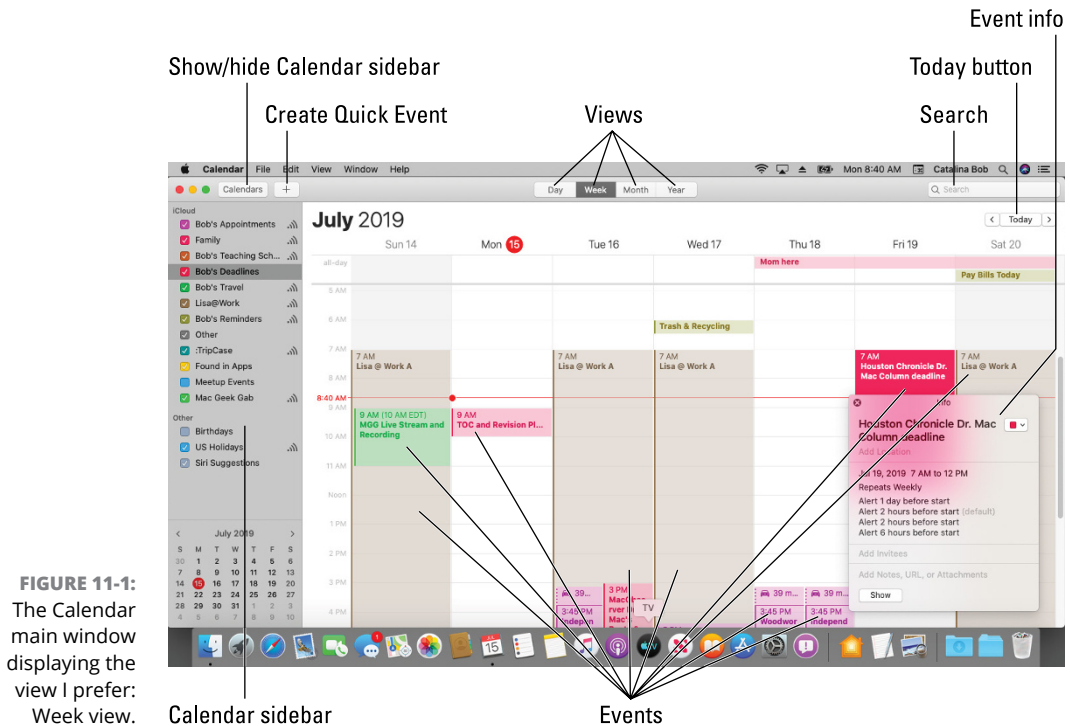 Event info
Show/hide Calendar sidebar
Today button
Create Quick Event
Views
Search
Calendar File Edit View Window Help
Mon 8:40 AM Catalina Bob
Calendars +
Day Week Month Year
Search
iCloud
Bob's Appointments
Family
Bob's Teaching Sch...
Bob's Deadlines
Bob's Travel
Lisa@Work
Bob's Reminders
Other
:TripCase
Found in Apps
Meetup Events
Mac Geek Gab
Other
Birthdays
US Holidays
Siri Suggestions
July 2019
S M T W T F S
30 1 2 3 4 5 6
7 8 9 10 11 12 13
14 15 16 17 18 19 20
21 22 23 24 25 26 27
28 29 30 31 1 2 3
4 5 6 7 8 9 10
July 2019
< Today >
Sun 14 Mon 15 Tue 16 Wed 17 Thu 18 Fri 19 Sat 20
all-day
Mom here
Pay Bills Today
5 AM
6 AM
Trash & Recycling
7 AM
7 AM
Lisa @ Work A
7 AM
Lisa @ Work A
7 AM
Lisa @ Work A
7 AM
Houston Chronicle Dr.
Mac Column deadline
7 AM
Lisa @ Work A
8 AM
8:40 AM
9 AM
9 AM (10 AM EDT)
MGG Live Stream and
Recording
9 AM
TOC and Revision Pl...
10 AM
11 AM
Noon
1 PM
2 PM
3 PM
4 PM
39...
3:45 PM
Indepen
3 PM
Mac's
39 m...
3:45 PM
Woodwor
39 m...
3:45 PM
Independ
Info
Houston Chronicle Dr. Mac
Column deadline
Add Location
Jul 19, 2019 7 AM to 12 PM
Repeats Weekly
Alert 1 day before start
Alert 2 hours before start (default)
Alert 2 hours before start
Alert 6 hours before start
Add Invitees
Add Notes, URL, or Attachments
Show
TV
1
15
tv
FIGURE 11-1:
The Calendar
main window
displaying the
view I prefer:
Week view.
Calendar sidebar
Events